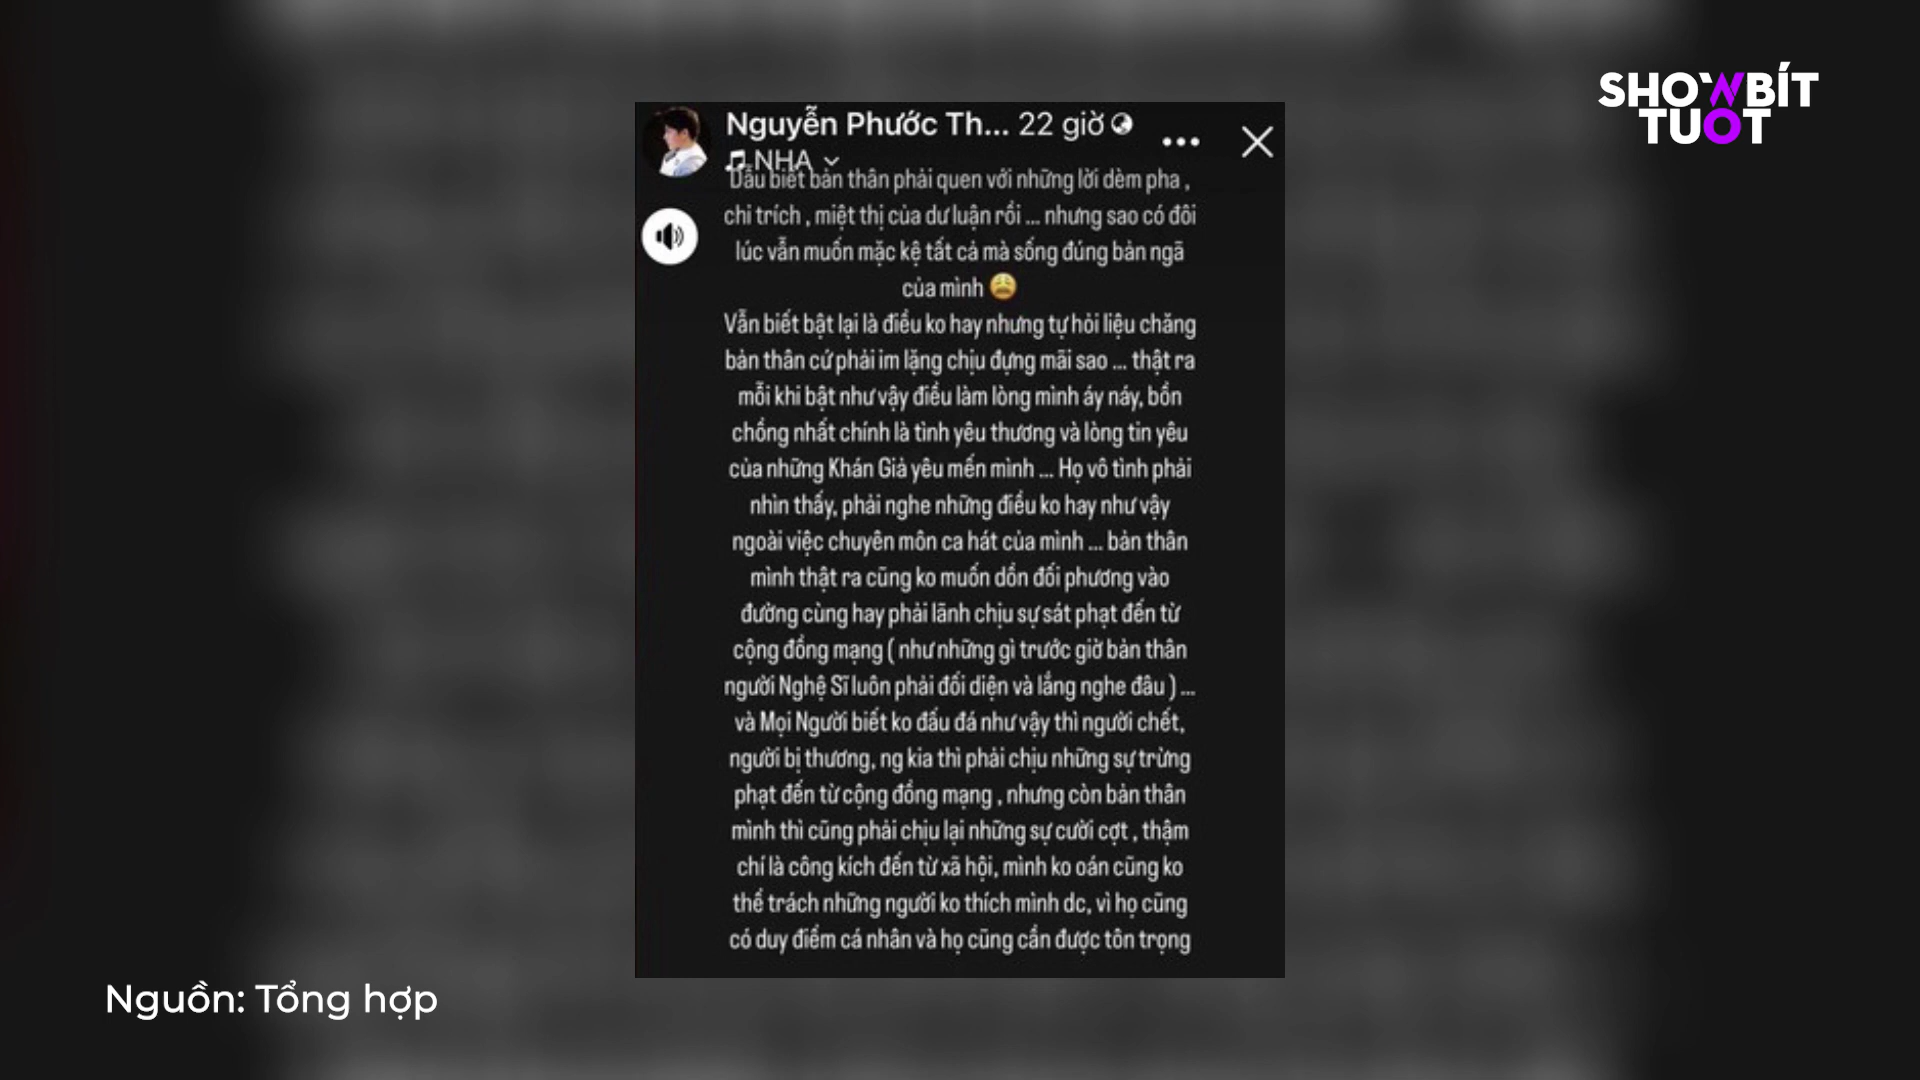 SHOWBÍT
TUOT
Nguyễn Phước Th... 22 giờ
NHA
Dẫu biết bản thân phải quen với những lời dèm pha ,
chi trích , miệt thị của dư luận rồi ... nhưng sao có đôi
lúc vẫn muốn mặc kệ tất cả mà sống đúng bản ngã
của mình 😩
Vẫn biết bật lại là điều ko hay nhưng tự hỏi liệu chăng
bản thân cứ phải im lặng chịu đựng mãi sao ... thật ra
mỗi khi bật như vậy điều làm lòng mình áy náy, bồn
chồng nhất chính là tình yêu thương và lòng tin yêu
của những Khán Giả yêu mến mình ... Họ vô tình phải
nhìn thấy, phải nghe những điều ko hay như vậy
ngoài việc chuyên môn ca hát của mình ... bản thân
mình thật ra cũng ko muốn dồn đối phương vào
đường cùng hay phải lãnh chịu sự sát phạt đến từ
cộng đồng mạng ( như những gì trước giờ bản thân
người Nghệ Sĩ luôn phải đối diện và lắng nghe đâu ) ...
và Mọi Người biết ko đấu đá như vậy thì người chết,
người bị thương, ng kia thì phải chịu những sự trừng
phạt đến từ cộng đồng mạng , nhưng còn bản thân
mình thì cũng phải chịu lại những sự cười cợt , thậm
chí là công kích đến từ xã hội, mình ko oán cũng ko
thể trách những người ko thích mình dc, vì họ cũng
có duy điểm cá nhân và họ cũng cần được tôn trọng
Nguồn: Tổng hợp